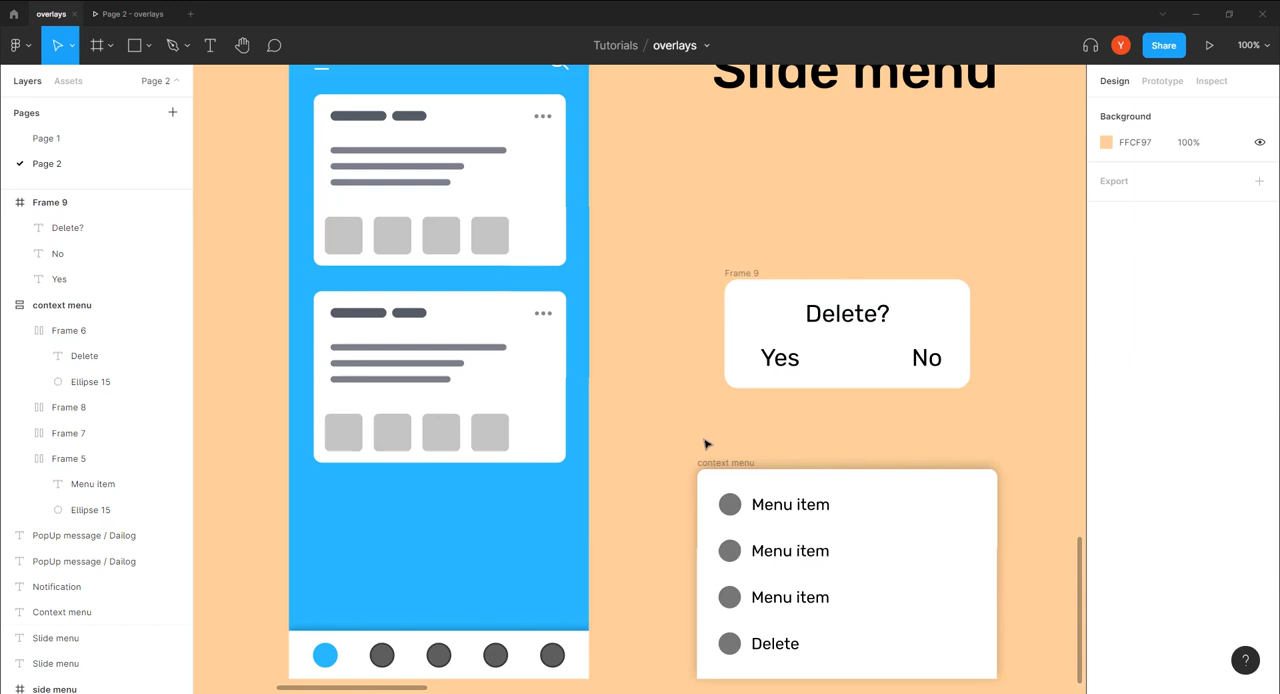 overlays
Page 2 - overlays
Tutorials / overlays
Y
Share
100%
Layers
Assets
Page 2
Design
Prototype
Inspect
Pages
Page 1
Page 2
Frame 9
Delete?
No
Yes
context menu
Frame 6
Delete
Ellipse 15
Frame 8
Frame 7
Frame 5
Menu item
Ellipse 15
PopUp message / Dailog
PopUp message / Dailog
Notification
Context menu
Slide menu
Slide menu
side menu
Slide menu
Frame 9
Delete?
Yes
No
context menu
Menu item
Menu item
Menu item
Delete
Background
FFCF97
100%
Export
?